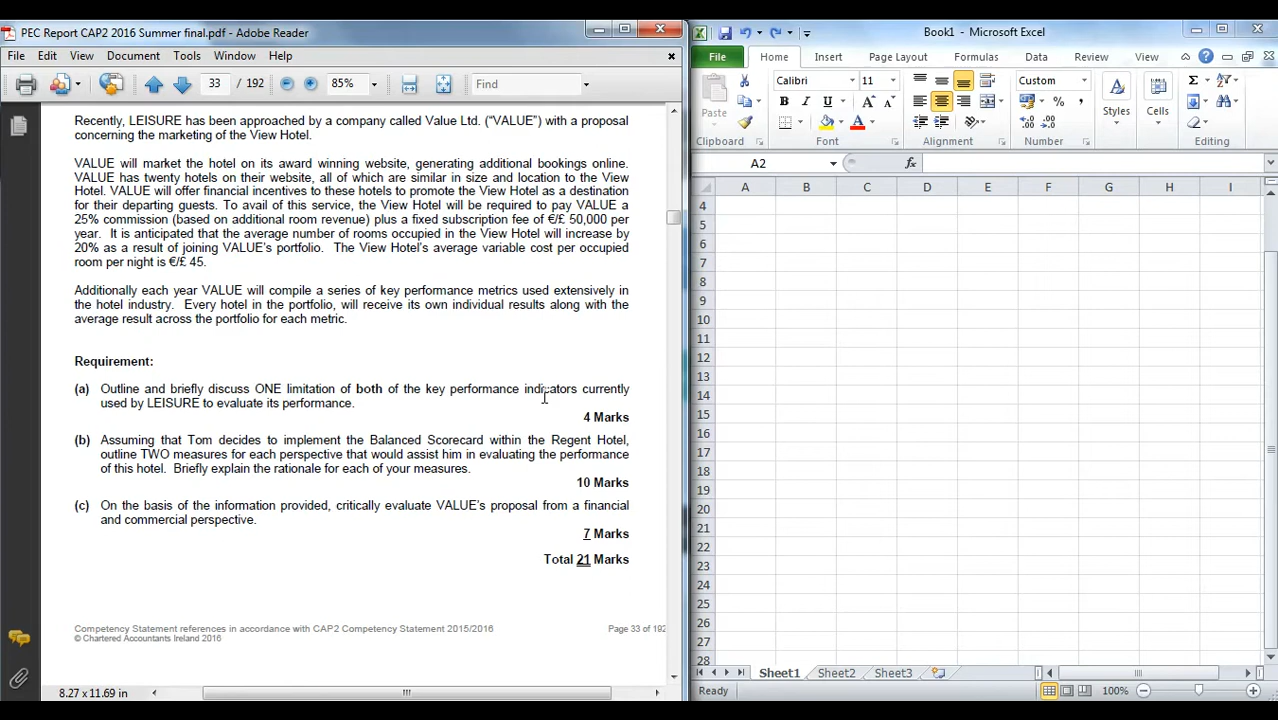 PEC Report CAP2 2016 Summer final.pdf - Adobe Reader
File Edit View Document Tools Window Help
33 / 192 85% Find
Recently, LEISURE has been approached by a company called Value Ltd. (“VALUE”) with a proposal
concerning the marketing of the View Hotel.
VALUE will market the hotel on its award winning website, generating additional bookings online.
VALUE has twenty hotels on their website, all of which are similar in size and location to the View
Hotel. VALUE will offer financial incentives to these hotels to promote the View Hotel as a destination
for their departing guests. To avail of this service, the View Hotel will be required to pay VALUE a
25% commission (based on additional room revenue) plus a fixed subscription fee of €/£ 50,000 per
year. It is anticipated that the average number of rooms occupied in the View Hotel will increase by
20% as a result of joining VALUE’s portfolio. The View Hotel’s average variable cost per occupied
room per night is €/£ 45.
Additionally each year VALUE will compile a series of key performance metrics used extensively in
the hotel industry. Every hotel in the portfolio, will receive its own individual results along with the
average result across the portfolio for each metric.
Requirement:
(a) Outline and briefly discuss ONE limitation of both of the key performance indicators currently
used by LEISURE to evaluate its performance.
4 Marks
(b) Assuming that Tom decides to implement the Balanced Scorecard within the Regent Hotel,
outline TWO measures for each perspective that would assist him in evaluating the performance
of this hotel. Briefly explain the rationale for each of your measures.
10 Marks
(c) On the basis of the information provided, critically evaluate VALUE’s proposal from a financial
and commercial perspective.
7 Marks
Total 21 Marks
Competency Statement references in accordance with CAP2 Competency Statement 2015/2016 Page 33 of 192
© Chartered Accountants Ireland 2016
8.27 x 11.69 in
Book1 - Microsoft Excel
File Home Insert Page Layout Formulas Data Review View
Calibri 11 Custom
Paste B I U A A A % , Styles Cells Σ
Clipboard Font Alignment Number Editing
A2 fx
A B C D E F G H I
4
5
6
7
8
9
10
11
12
13
14
15
16
17
18
19
20
21
22
23
24
25
26
27
28
Sheet1 Sheet2 Sheet3
Ready 100%